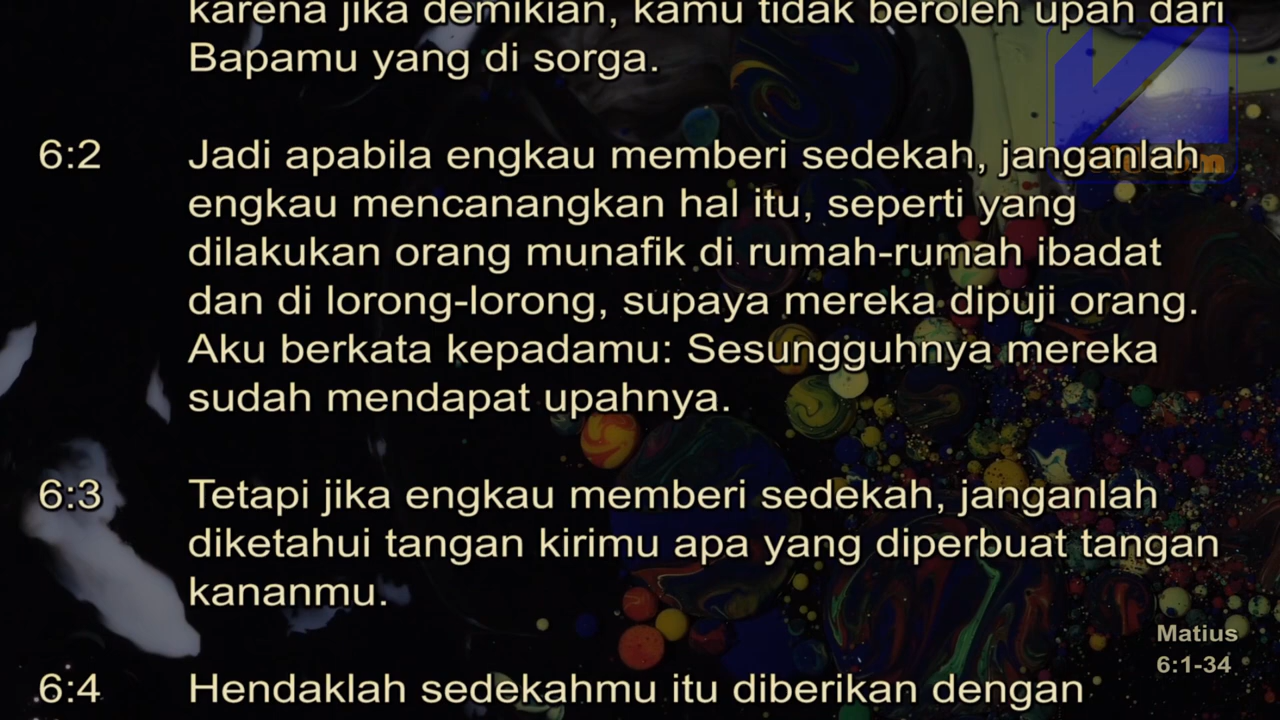 karena jika demikian, kamu tidak beroleh upah dari
Bapamu yang di sorga.
6:2 Jadi apabila engkau memberi sedekah, janganlah
engkau mencanangkan hal itu, seperti yang
dilakukan orang munafik di rumah-rumah ibadat
dan di lorong-lorong, supaya mereka dipuji orang.
Aku berkata kepadamu: Sesungguhnya mereka
sudah mendapat upahnya.
6:3 Tetapi jika engkau memberi sedekah, janganlah
diketahui tangan kirimu apa yang diperbuat tangan
kananmu.
6:4 Hendaklah sedekahmu itu diberikan dengan
Matius
6:1-34